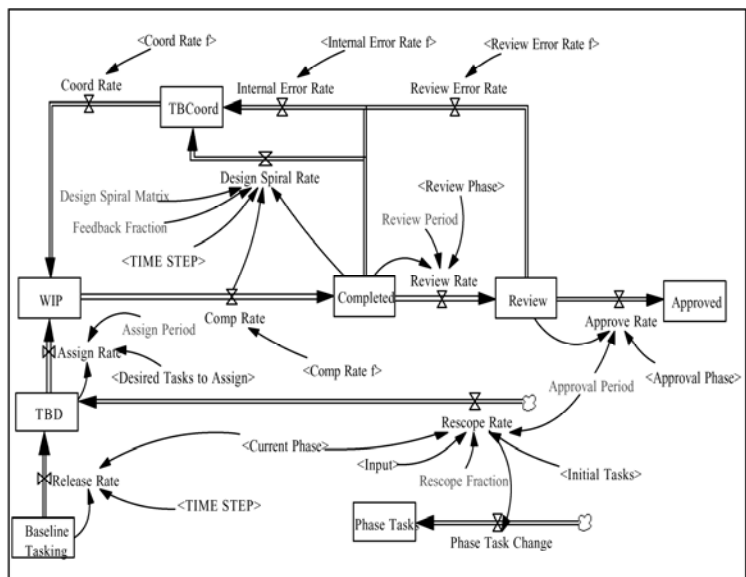 <Coord Rate f>
<Internal Error Rate f>
<Review Error Rate f>
Coord Rate
Internal Error Rate
Review Error Rate
TBCoord
Design Spiral Rate
Design Spiral Matrix
<Review Phase>
Feedback Fraction
Review Period
<TIME STEP>
Review Rate
WIP
Completed
Review
Approved
Comp Rate
Assign Period
Approve Rate
Assign Rate
<Desired Tasks to Assign>
<Comp Rate f>
Approval Period
<Approval Phase>
TBD
Rescope Rate
<Current Phase>
<Input>
Rescope Fraction
<Initial Tasks>
Release Rate
<TIME STEP>
Baseline
Tasking
Phase Tasks
Phase Task Change